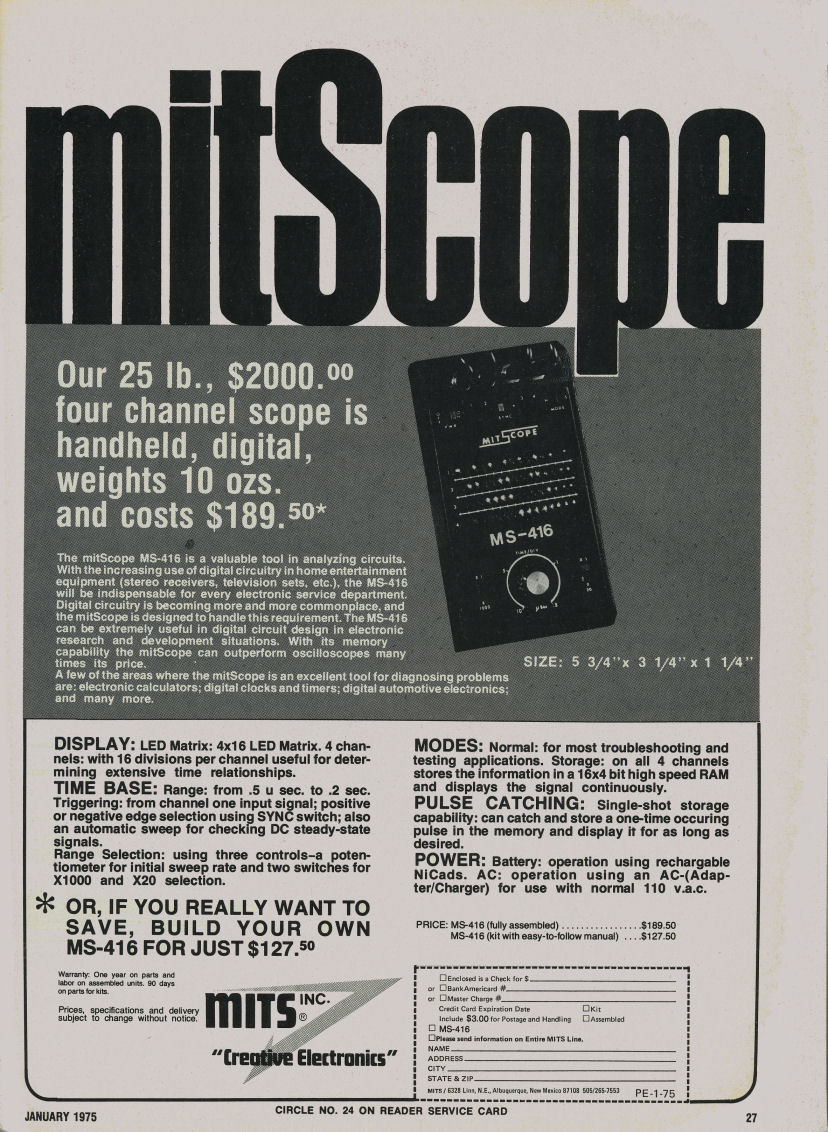 mitScope
Our 25 lb., $2000.00
four channel scope is
handheld, digital,
weights 10 ozs.
and costs $189.50*
MITSCOPE
MS-416
The mitScope MS-416 is a valuable tool in analyzing circuits.
With the increasing use of digital circuitry in home entertainment
equipment (stereo receivers, television sets, etc.), the MS-416
will be indispensable for every electronic service department.
Digital circuitry is becoming more and more commonplace, and
the mitScope is designed to handle this requirement. The MS-416
can be extremely useful in digital circuit design in electronic
research and development situations. With its memory
capability the mitScope can outperform oscilloscopes many
times its price.
A few of the areas where the mitScope is an excellent tool for diagnosing problems
are: electronic calculators; digital clocks and timers; digital automotive electronics;
and many more.
SIZE: 5 3/4"x 3 1/4" x 1 1/4"
DISPLAY: LED Matrix: 4x16 LED Matrix. 4 chan-
nels: with 16 divisions per channel useful for deter-
mining extensive time relationships.
TIME BASE: Range: from .5 u sec. to .2 sec.
Triggering: from channel one input signal; positive
or negative edge selection using SYNC switch; also
an automatic sweep for checking DC steady-state
signals.
Range Selection: using three controls–a poten-
tiometer for initial sweep rate and two switches for
X1000 and X20 selection.
* OR, IF YOU REALLY WANT TO
SAVE, BUILD YOUR OWN
MS-416 FOR JUST $127.50
MODES: Normal: for most troubleshooting and
testing applications. Storage: on all 4 channels
stores the information in a 16x4 bit high speed RAM
and displays the signal continuously.
PULSE CATCHING: Single-shot storage
capability: can catch and store a one-time occuring
pulse in the memory and display it for as long as
desired.
POWER: Battery: operation using rechargable
NiCads. AC: operation using an AC-(Adap-
ter/Charger) for use with normal 110 v.a.c.
PRICE: MS-416 (fully assembled) . . . . . . . . . . . . . . . . .$189.50
MS-416 (kit with easy-to-follow manual) . . . .$127.50
Warranty: One year on parts and
labor on assembled units. 90 days
on parts for kits.
Prices, specifications and delivery
subject to change without notice.
MITS INC.®
"Creative Electronics"
□ Enclosed is a Check for $
or □ BankAmericard #
or □ Master Charge #
Credit Card Expiration Date □ Kit
Include $3.00 for Postage and Handling □ Assembled
□ MS-416
□ Please send information on Entire MITS Line.
NAME
ADDRESS
CITY
STATE & ZIP
MITS / 6328 Linn, N.E., Albuquerque, New Mexico 87108 505/265-7553 PE-1-75
JANUARY 1975
CIRCLE NO. 24 ON READER SERVICE CARD
27